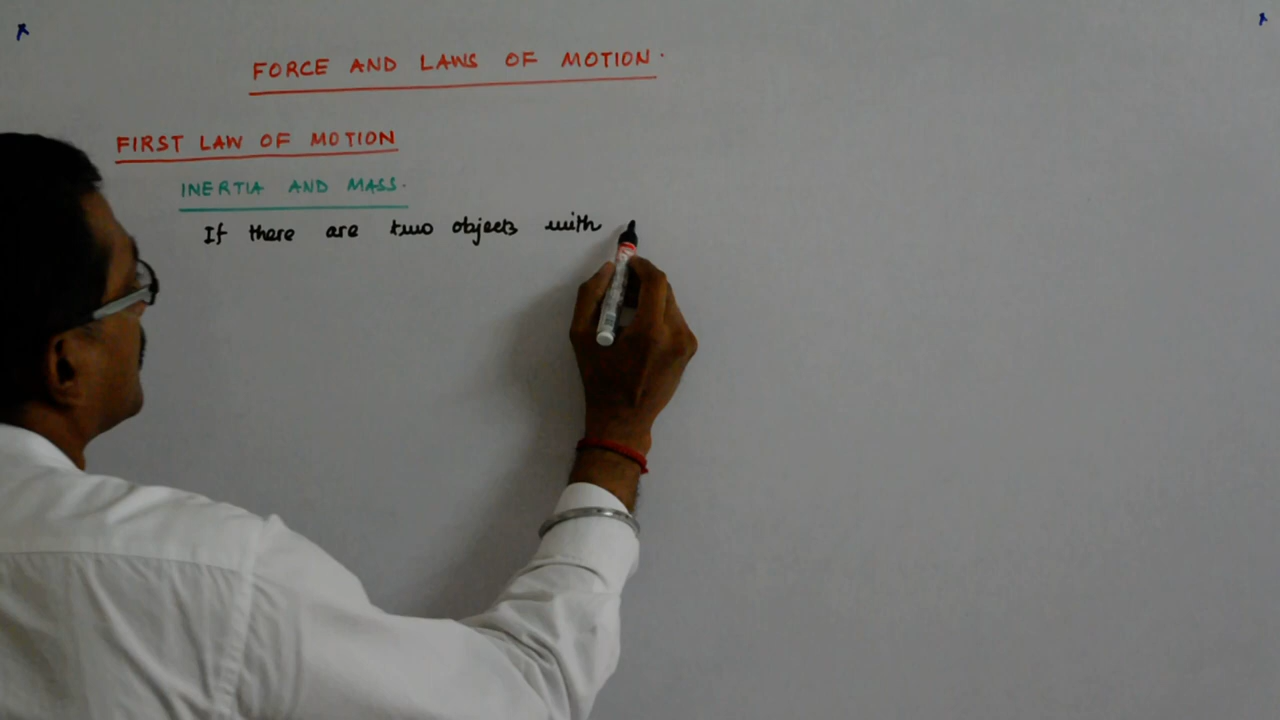 FORCE AND LAWS OF MOTION.
FIRST LAW OF MOTION
INERTIA AND MASS.
If there are two objects with